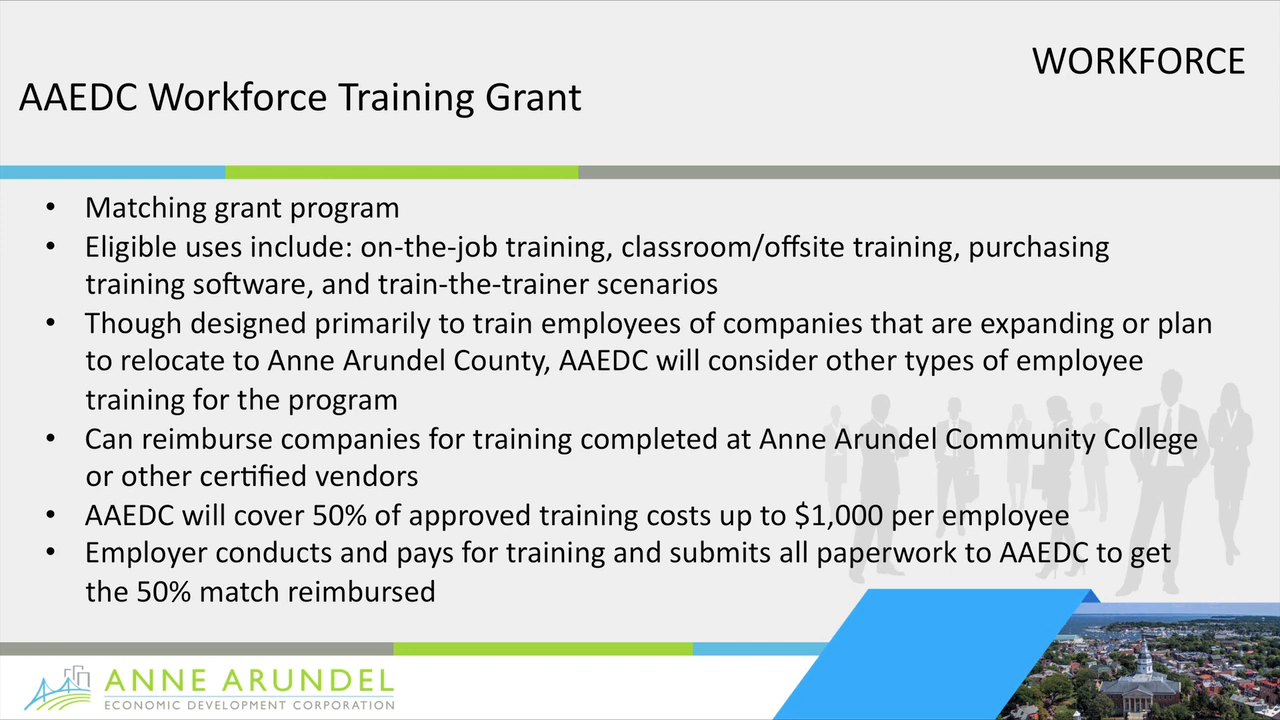 WORKFORCE
AAEDC Workforce Training Grant
• Matching grant program
• Eligible uses include: on-the-job training, classroom/offsite training, purchasing
training software, and train-the-trainer scenarios
• Though designed primarily to train employees of companies that are expanding or plan
to relocate to Anne Arundel County, AAEDC will consider other types of employee
training for the program
• Can reimburse companies for training completed at Anne Arundel Community College
or other certified vendors
• AAEDC will cover 50% of approved training costs up to $1,000 per employee
• Employer conducts and pays for training and submits all paperwork to AAEDC to get
the 50% match reimbursed
ANNE ARUNDEL
ECONOMIC DEVELOPMENT CORPORATION